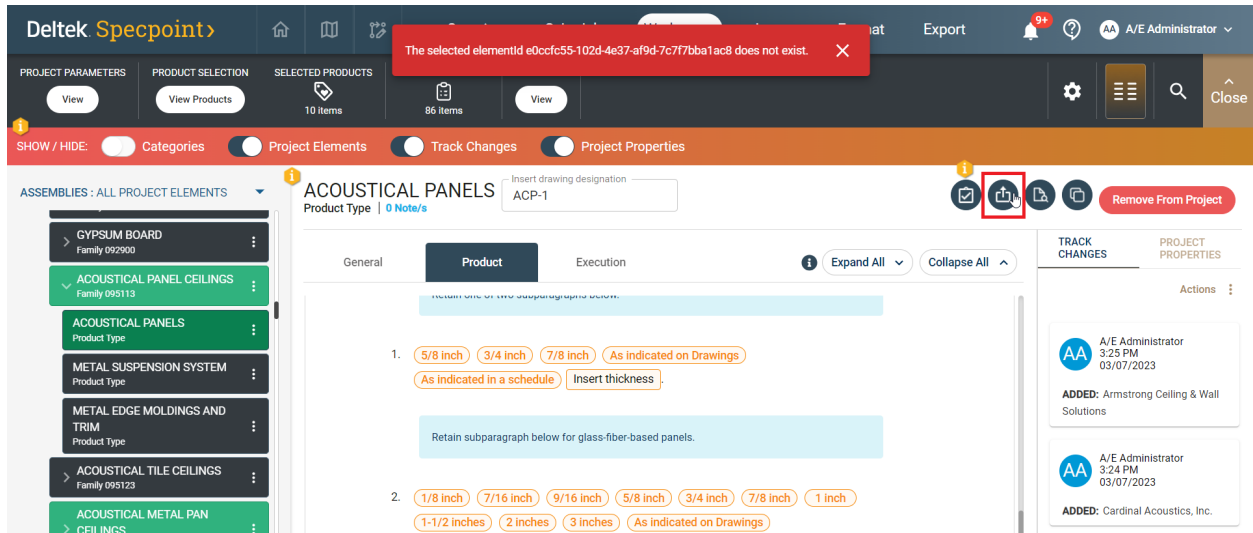 Deltek Specpoint
at
Export
9+
AA A/E Administrator
The selected elementId e0ccfc55-102d-4e37-af9d-7c7f7bba1ac8 does not exist.
PROJECT PARAMETERS
View
PRODUCT SELECTION
View Products
SELECTED PRODUCTS
10 items
86 items
View
Close
SHOW / HIDE: Categories Project Elements Track Changes Project Properties
ASSEMBLIES : ALL PROJECT ELEMENTS
GYPSUM BOARD
Family 092900
ACOUSTICAL PANEL CEILINGS
Family 095113
ACOUSTICAL PANELS
Product Type
METAL SUSPENSION SYSTEM
Product Type
METAL EDGE MOLDINGS AND
TRIM
Product Type
ACOUSTICAL TILE CEILINGS
Family 095123
ACOUSTICAL METAL PAN
CEILINGS
ACOUSTICAL PANELS
Product Type | 0 Note/s
Insert drawing designation
ACP-1
Remove From Project
General Product Execution
Expand All Collapse All
Retain one of two subparagraphs below.
1. 5/8 inch 3/4 inch 7/8 inch As indicated on Drawings
As indicated in a schedule Insert thickness .
Retain subparagraph below for glass-fiber-based panels.
2. 1/8 inch 7/16 inch 9/16 inch 5/8 inch 3/4 inch 7/8 inch 1 inch
1-1/2 inches 2 inches 3 inches As indicated on Drawings
TRACK
CHANGES
PROJECT
PROPERTIES
Actions
AA
A/E Administrator
3:25 PM
03/07/2023
ADDED: Armstrong Ceiling & Wall
Solutions
AA
A/E Administrator
3:24 PM
03/07/2023
ADDED: Cardinal Acoustics, Inc.